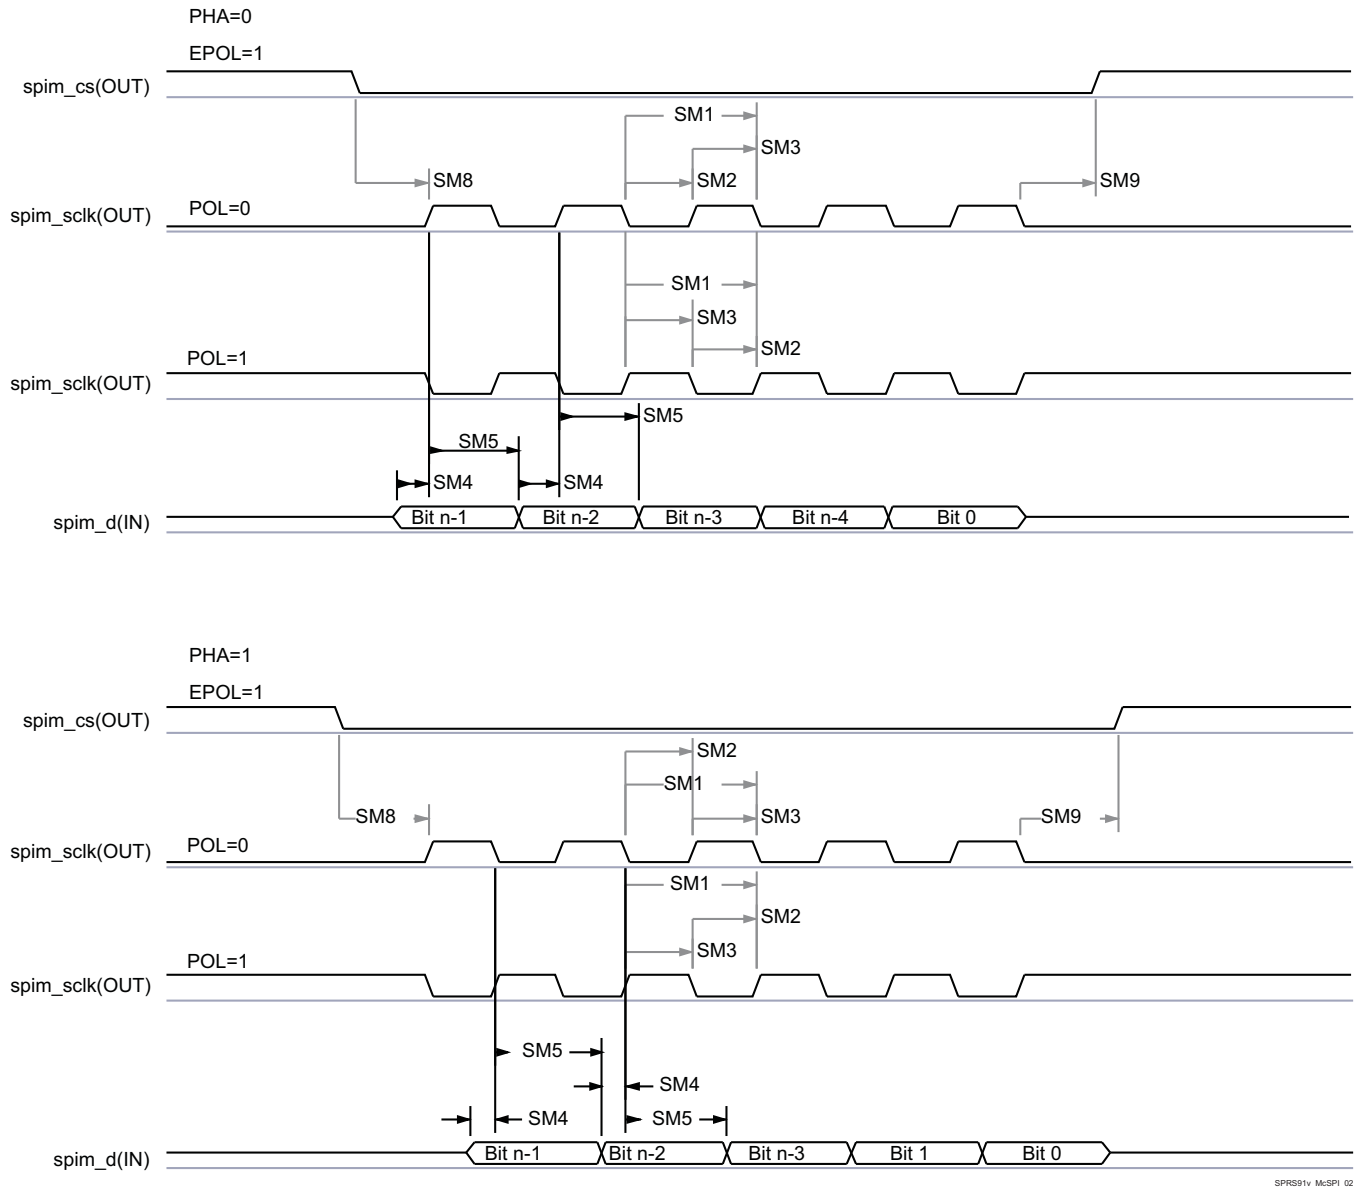 PHA=0
EPOL=1
spim_cs(OUT)
SM1
SM3
SM8
SM2
SM9
spim_sclk(OUT)
POL=0
SM1
SM3
SM2
POL=1
spim_sclk(OUT)
SM5
SM5
SM4
SM4
spim_d(IN)
Bit n-1
Bit n-2
Bit n-3
Bit n-4
Bit 0
PHA=1
EPOL=1
spim_cs(OUT)
SM2
SM1
SM8
SM3
SM9
spim_sclk(OUT)
POL=0
SM1
SM2
SM3
POL=1
spim_sclk(OUT)
SM5
SM4
SM4
SM5
spim_d(IN)
Bit n-1
Bit n-2
Bit n-3
Bit 1
Bit 0
SPRS91v_McSPI_02